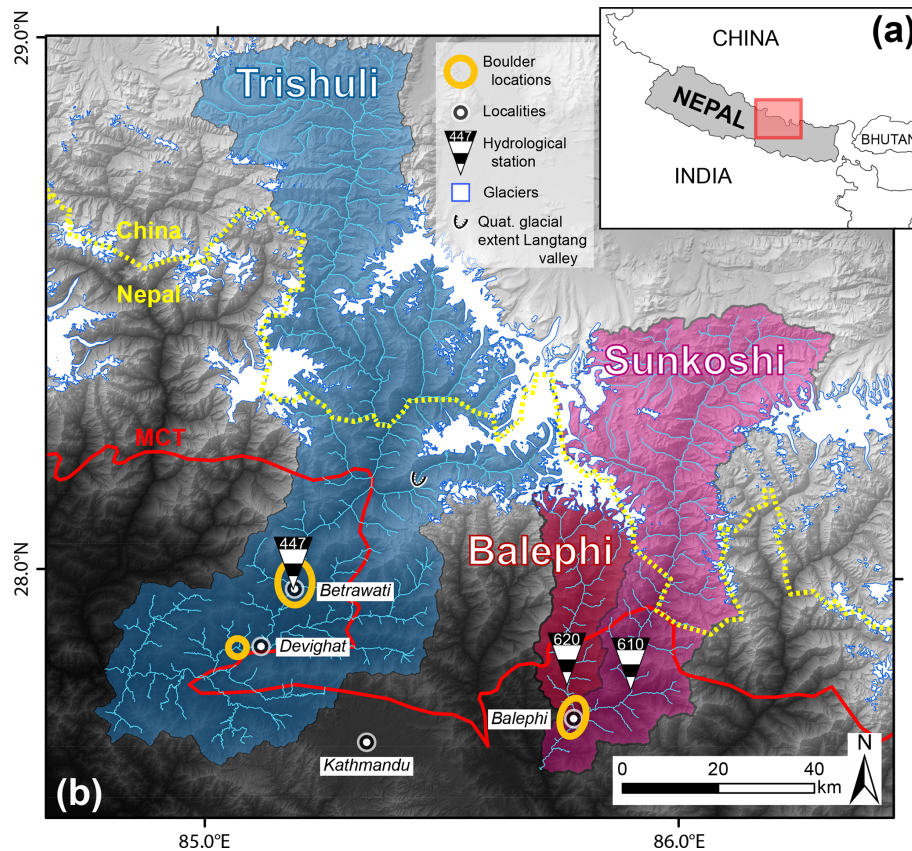 (a)
CHINA
NEPAL
BHUTAN
INDIA
29.0°N
Trishuli
Boulder
locations
Localities
447
Hydrological
station
Glaciers
Quat. glacial
extent Langtang
valley
China
Nepal
Sunkoshi
MCT
Balephi
28.0°N
447
Betrawati
Devighat
620
610
Balephi
Kathmandu
N
0
20
40
km
(b)
85.0°E
86.0°E